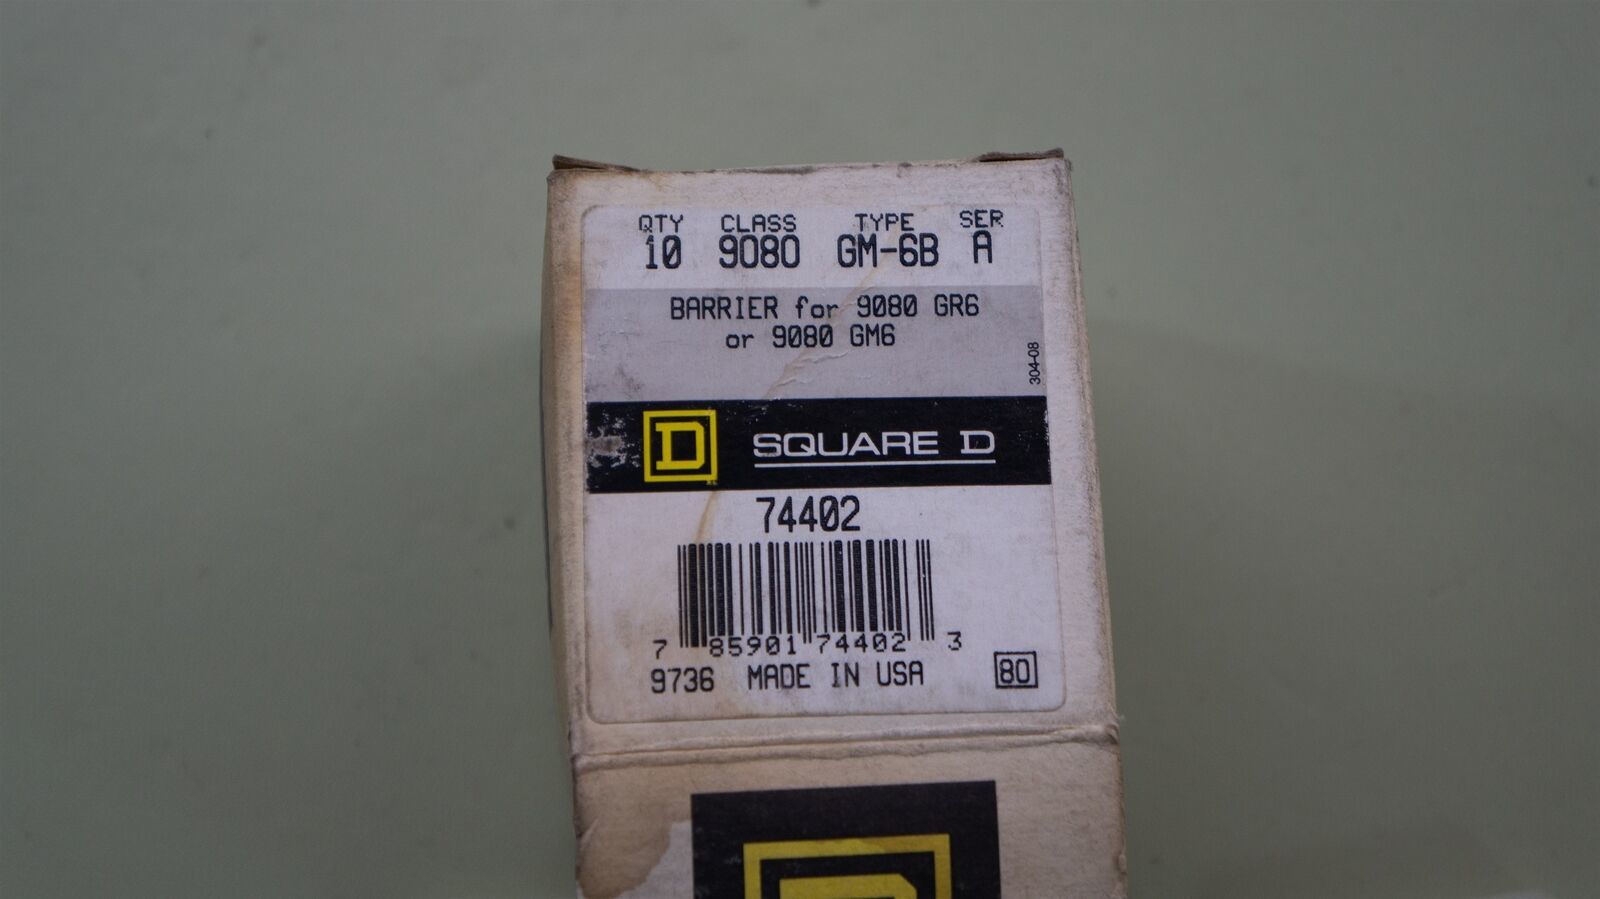 QTY CLASS TYPE SER
10 9080 GM-6B A
BARRIER for 9080 GR6
or 9080 GM6
304-08
D SQUARE D
74402
7 85901 74402 3
9736 MADE IN USA 80